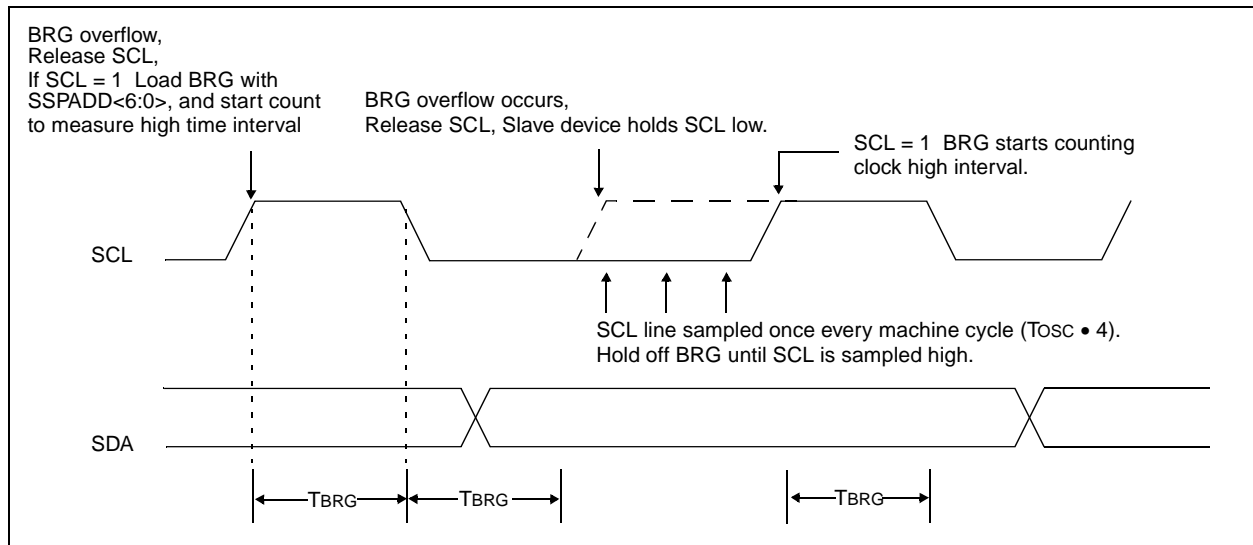 BRG overflow,
Release SCL,
If SCL = 1 Load BRG with
SSPADD<6:0>, and start count
to measure high time interval
BRG overflow occurs,
Release SCL, Slave device holds SCL low.
SCL = 1 BRG starts counting
clock high interval.
SCL
SCL line sampled once every machine cycle (TOSC • 4).
Hold off BRG until SCL is sampled high.
SDA
TBRG
TBRG
TBRG